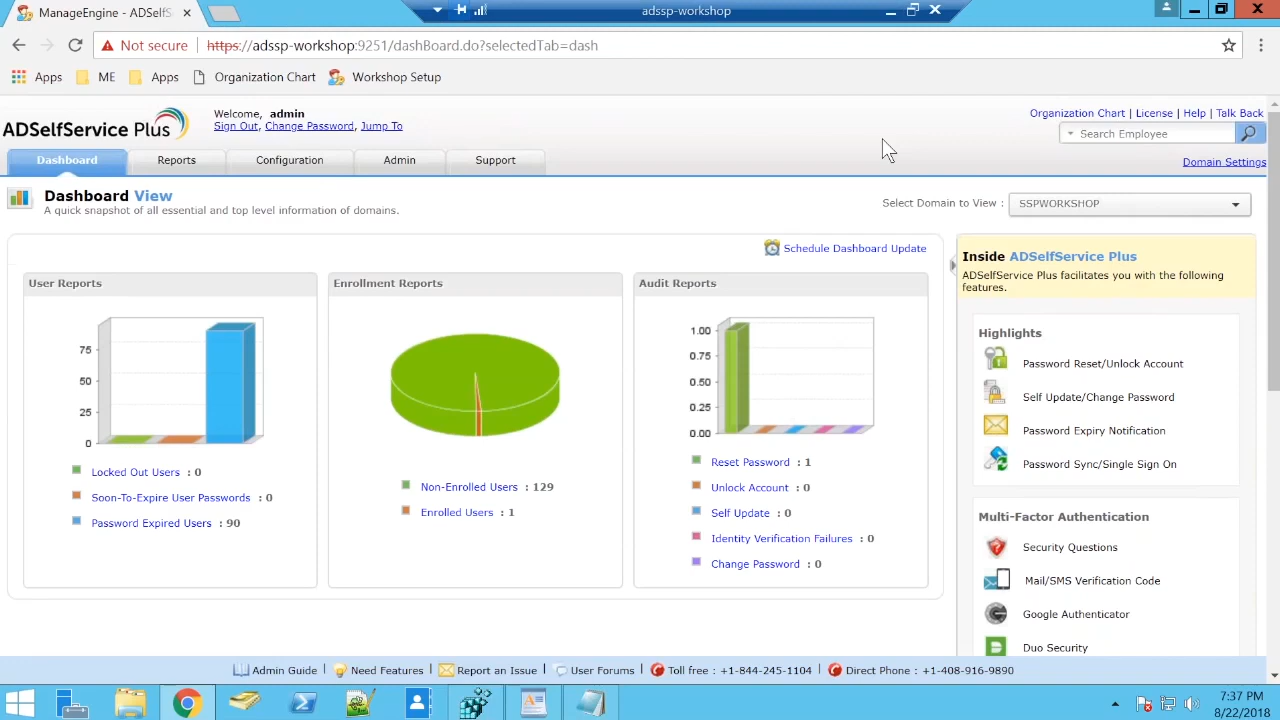 adssp-workshop
ManageEngine - ADSelfS
Not secure https://adssp-workshop:9251/dashBoard.do?selectedTab=dash
Apps ME Apps Organization Chart Workshop Setup
ADSelfService Plus
Welcome, admin
Sign Out, Change Password, Jump To
Organization Chart | License | Help | Talk Back
Search Employee
Domain Settings
Dashboard Reports Configuration Admin Support
Dashboard View
A quick snapshot of all essential and top level information of domains.
Select Domain to View : SSPWORKSHOP
Schedule Dashboard Update
User Reports
75
50
25
0
Locked Out Users : 0
Soon-To-Expire User Passwords : 0
Password Expired Users : 90
Enrollment Reports
Non-Enrolled Users : 129
Enrolled Users : 1
Audit Reports
1.00
0.75
0.50
0.25
0.00
Reset Password : 1
Unlock Account : 0
Self Update : 0
Identity Verification Failures : 0
Change Password : 0
Inside ADSelfService Plus
ADSelfService Plus facilitates you with the following
features.
Highlights
Password Reset/Unlock Account
Self Update/Change Password
Password Expiry Notification
Password Sync/Single Sign On
Multi-Factor Authentication
Security Questions
Mail/SMS Verification Code
Google Authenticator
Duo Security
Admin Guide | Need Features | Report an Issue | User Forums | Toll free : +1-844-245-1104 | Direct Phone : +1-408-916-9890
7:37 PM
8/22/2018